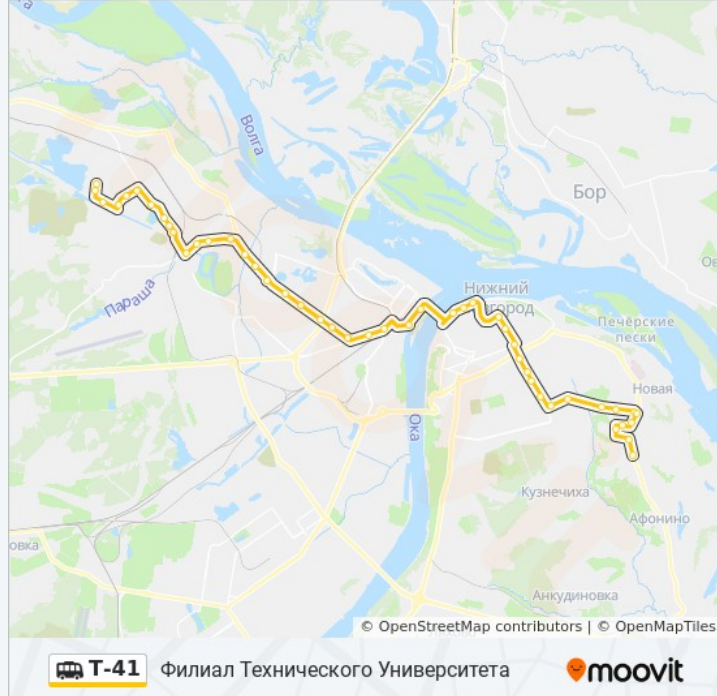 Волга
Бор
Параша
Нижний
город
Печёрские
пески
Новая
Ока
Кузнечиха
Афонино
овка
Анкудиновка
© OpenStreetMap contributors | © OpenMapTiles
Т-41 Филиал Технического Университета moovit